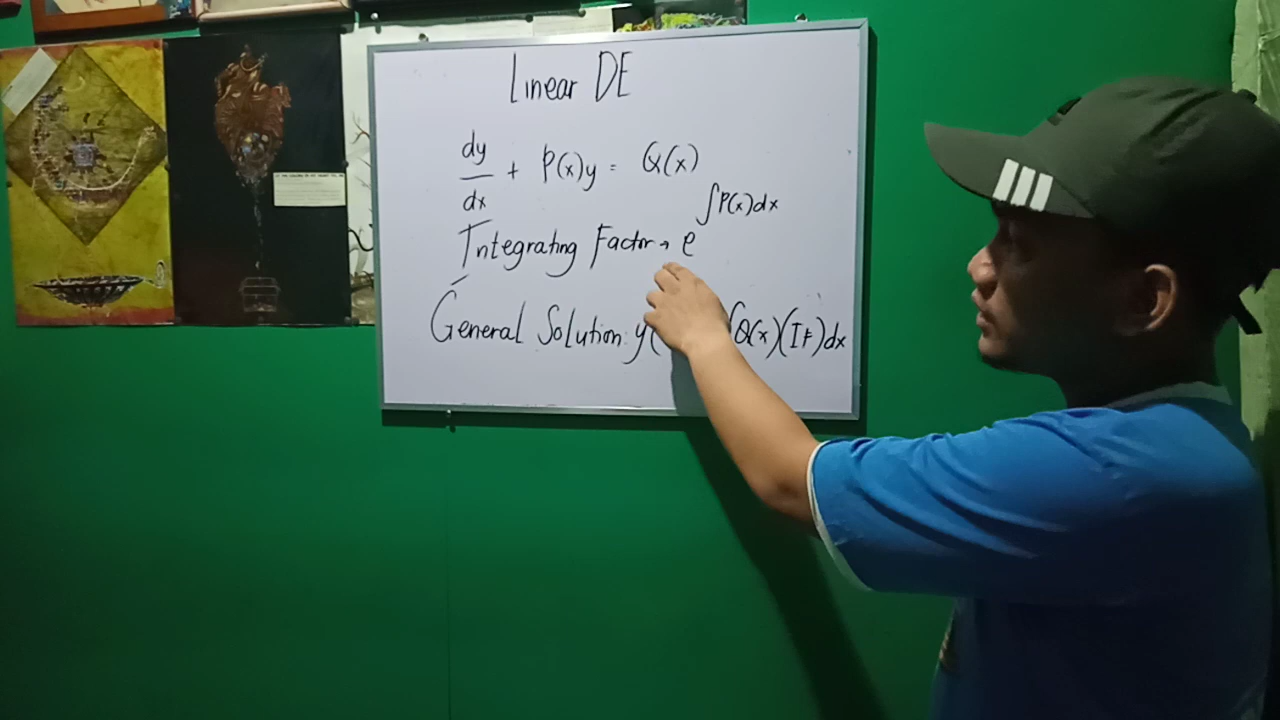 Linear DE
dy/dx + P(x)y = Q(x)
Integrating Factor → e^∫P(x)dx
General Solution: y( ∫Q(x)(IF)dx